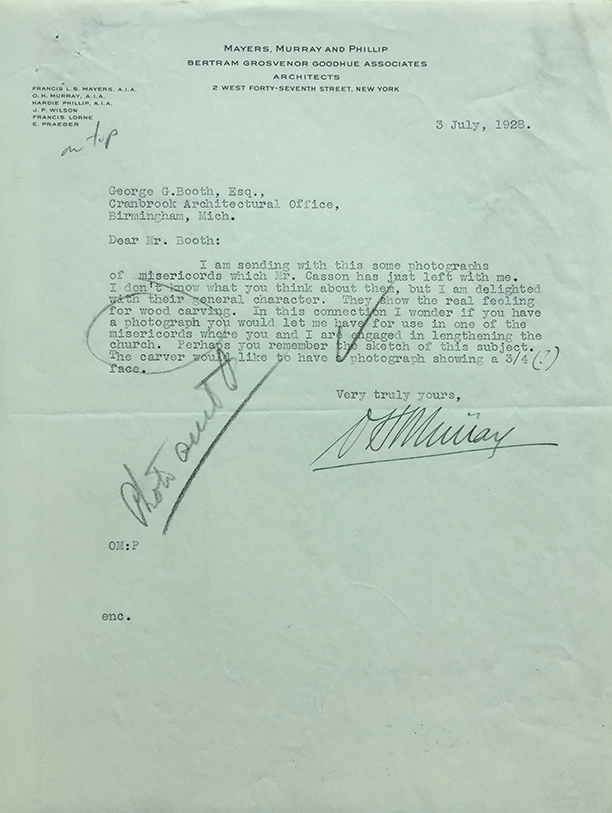 MAYERS, MURRAY AND PHILLIP
BERTRAM GROSVENOR GOODHUE ASSOCIATES
ARCHITECTS
2 WEST FORTY-SEVENTH STREET, NEW YORK
FRANCIS L. S. MAYERS, A.I.A.
O. H. MURRAY, A.I.A.
HARDIE PHILLIP, A.I.A.
J. P. WILSON
FRANCIS LORNE
E. PRAEGER
on top
3 July, 1928.
George G.Booth, Esq.,
Cranbrook Architectural Office,
Birmingham, Mich.
Dear Mr. Booth:
I am sending with this some photographs
of misericords which Mr. Casson has just left with me.
I don't know what you think about them, but I am delighted
with their general character. They show the real feeling
for wood carving. In this connection I wonder if you have
a photograph you would let me have for use in one of the
misericords where you and I are engaged in lengthening the
church. Perhaps you remember the sketch of this subject.
The carver would like to have a photograph showing a 3/4 (?)
face.
Very truly yours,
O H Murray
Photo
OM:P
enc.